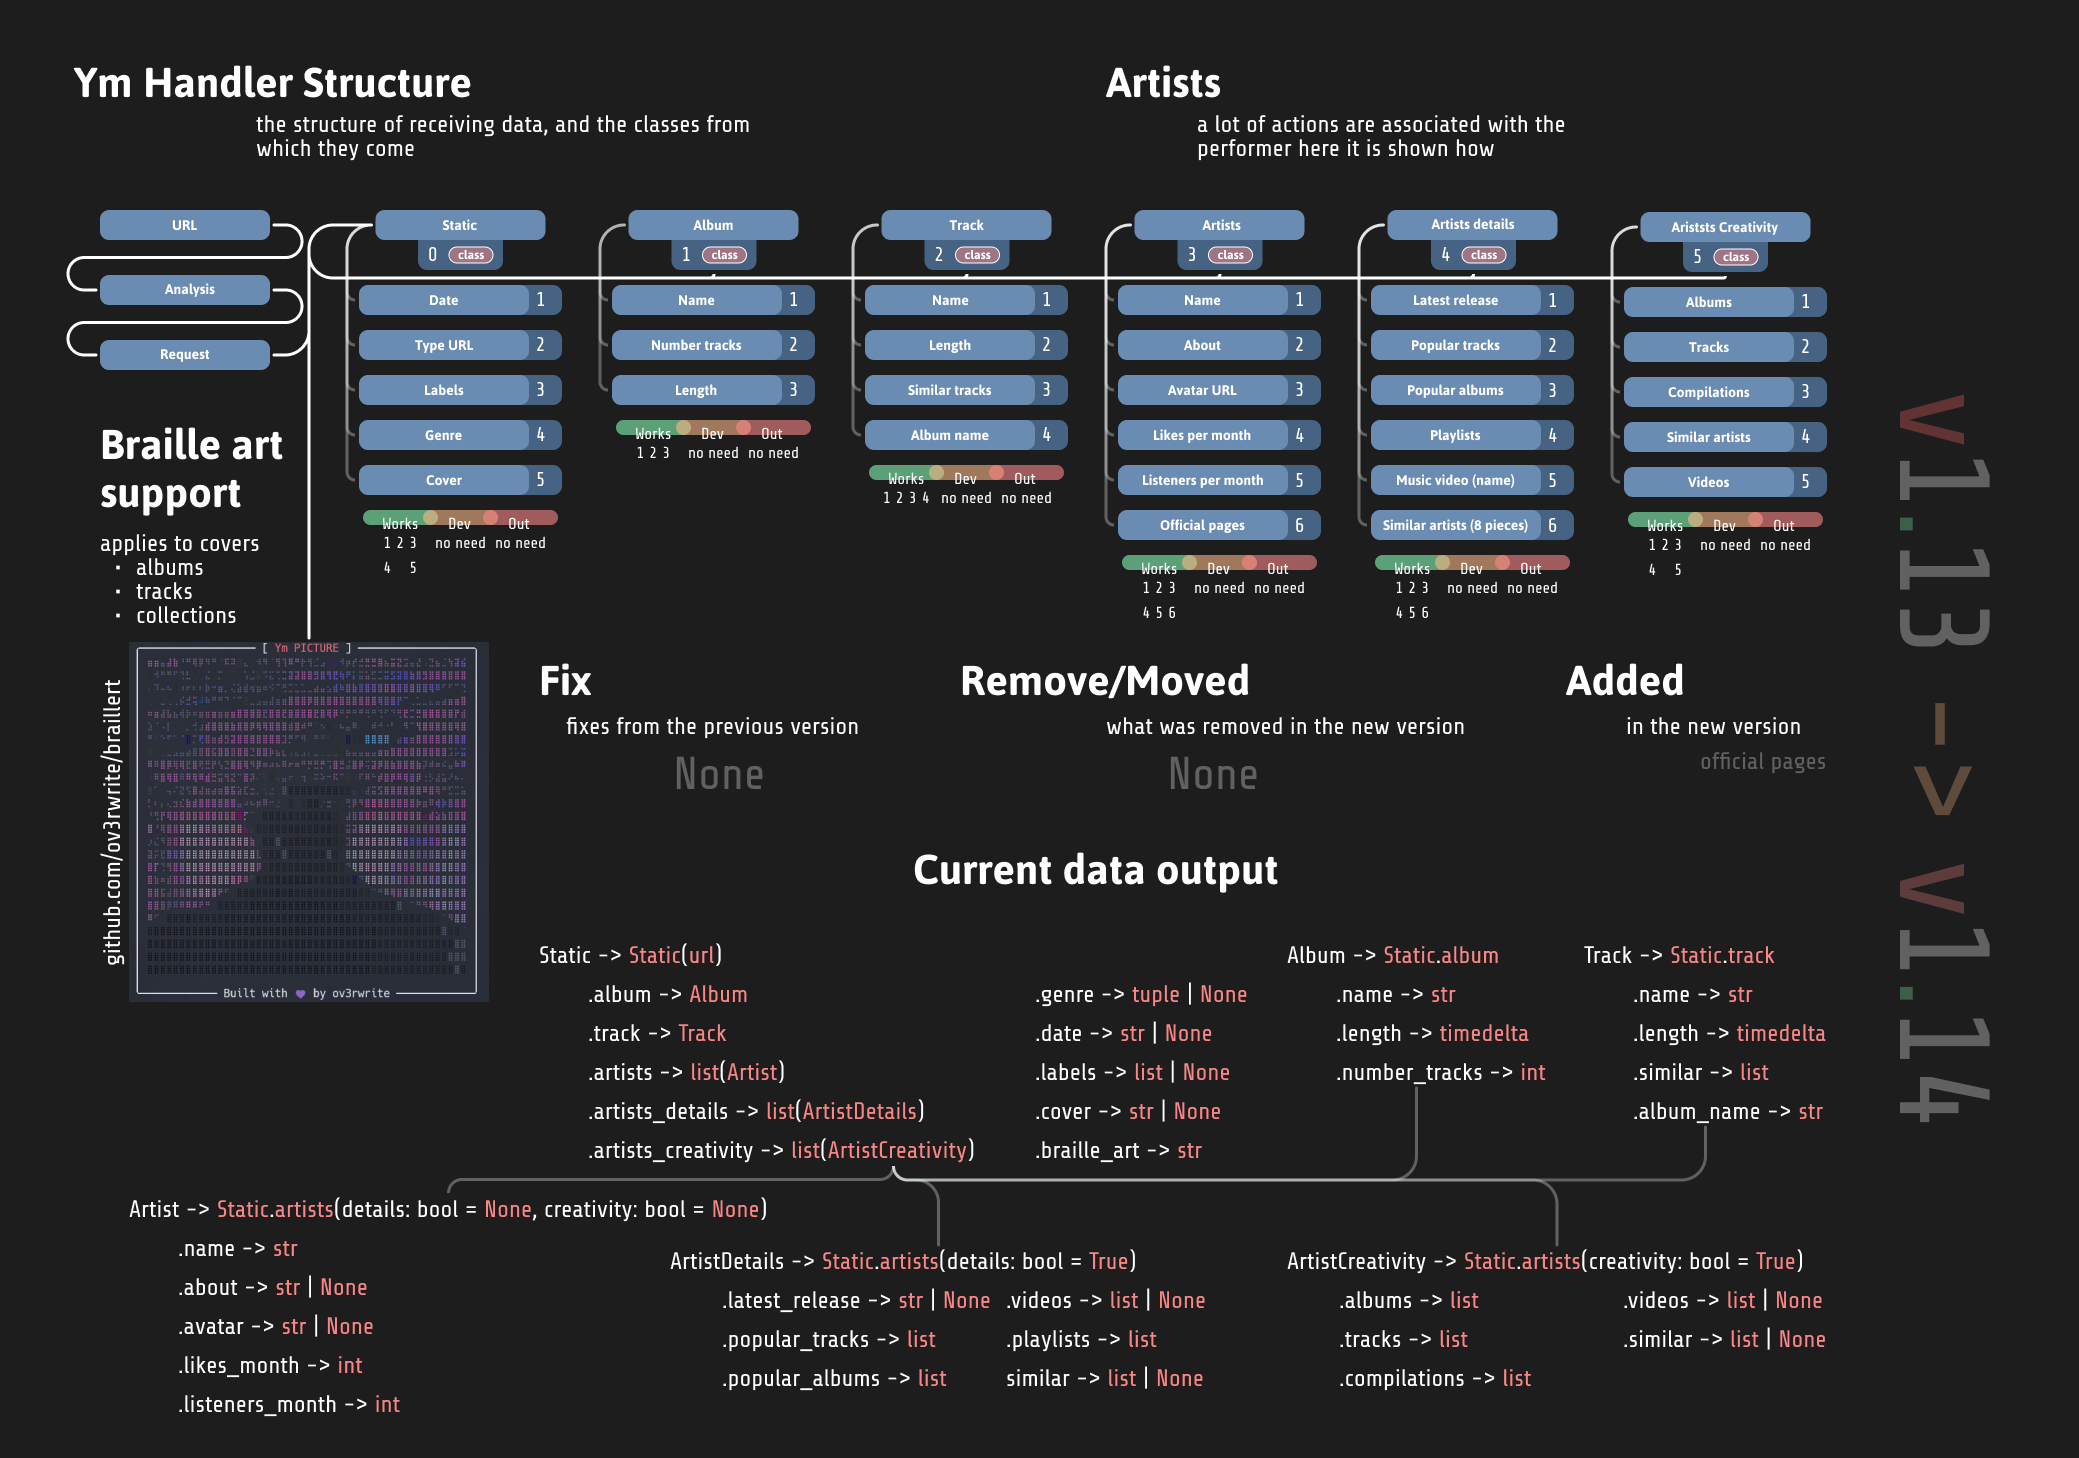 Ym Handler Structure
the structure of receiving data, and the classes from
which they come
Artists
a lot of actions are associated with the
performer here it is shown how
URL
Analysis
Request
Static
0 class
Date 1
Type URL 2
Labels 3
Genre 4
Cover 5
Works Dev Out
1 2 3 no need no need
4 5
Album
1 class
Name 1
Number tracks 2
Length 3
Works Dev Out
1 2 3 no need no need
Track
2 class
Name 1
Length 2
Similar tracks 3
Album name 4
Works Dev Out
1 2 3 4 no need no need
Artists
3 class
Name 1
About 2
Avatar URL 3
Likes per month 4
Listeners per month 5
Official pages 6
Works Dev Out
1 2 3 no need no need
4 5 6
Artists details
4 class
Latest release 1
Popular tracks 2
Popular albums 3
Playlists 4
Music video (name) 5
Similar artists (8 pieces) 6
Works Dev Out
1 2 3 no need no need
4 5 6
Ariststs Creativity
5 class
Albums 1
Tracks 2
Compilations 3
Similar artists 4
Videos 5
Works Dev Out
1 2 3 no need no need
4 5
v1.13 -> v1.14
Braille art
support
applies to covers
· albums
· tracks
· collections
github.com/ov3rwrite/braillert
[ Ym PICTURE ]
Built with ♥ by ov3rwrite
Fix
fixes from the previous version
None
Remove/Moved
what was removed in the new version
None
Added
in the new version
official pages
Current data output
Static -> Static(url)
.album -> Album
.track -> Track
.artists -> list(Artist)
.artists_details -> list(ArtistDetails)
.artists_creativity -> list(ArtistCreativity)
.genre -> tuple | None
.date -> str | None
.labels -> list | None
.cover -> str | None
.braille_art -> str
Album -> Static.album
.name -> str
.length -> timedelta
.number_tracks -> int
Track -> Static.track
.name -> str
.length -> timedelta
.similar -> list
.album_name -> str
Artist -> Static.artists(details: bool = None, creativity: bool = None)
.name -> str
.about -> str | None
.avatar -> str | None
.likes_month -> int
.listeners_month -> int
ArtistDetails -> Static.artists(details: bool = True)
.latest_release -> str | None
.popular_tracks -> list
.popular_albums -> list
.videos -> list | None
.playlists -> list
similar -> list | None
ArtistCreativity -> Static.artists(creativity: bool = True)
.albums -> list
.tracks -> list
.compilations -> list
.videos -> list | None
.similar -> list | None